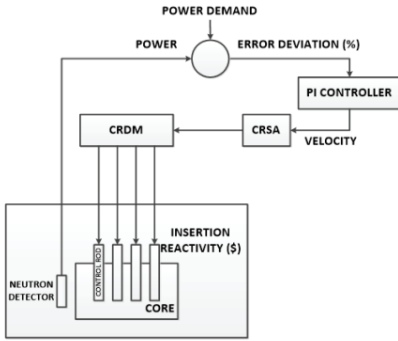 POWER DEMAND
POWER
ERROR DEVIATION (%)
PI CONTROLLER
CRDM
CRSA
VELOCITY
INSERTION
REACTIVITY ($)
CONTROL ROD
NEUTRON
DETECTOR
CORE